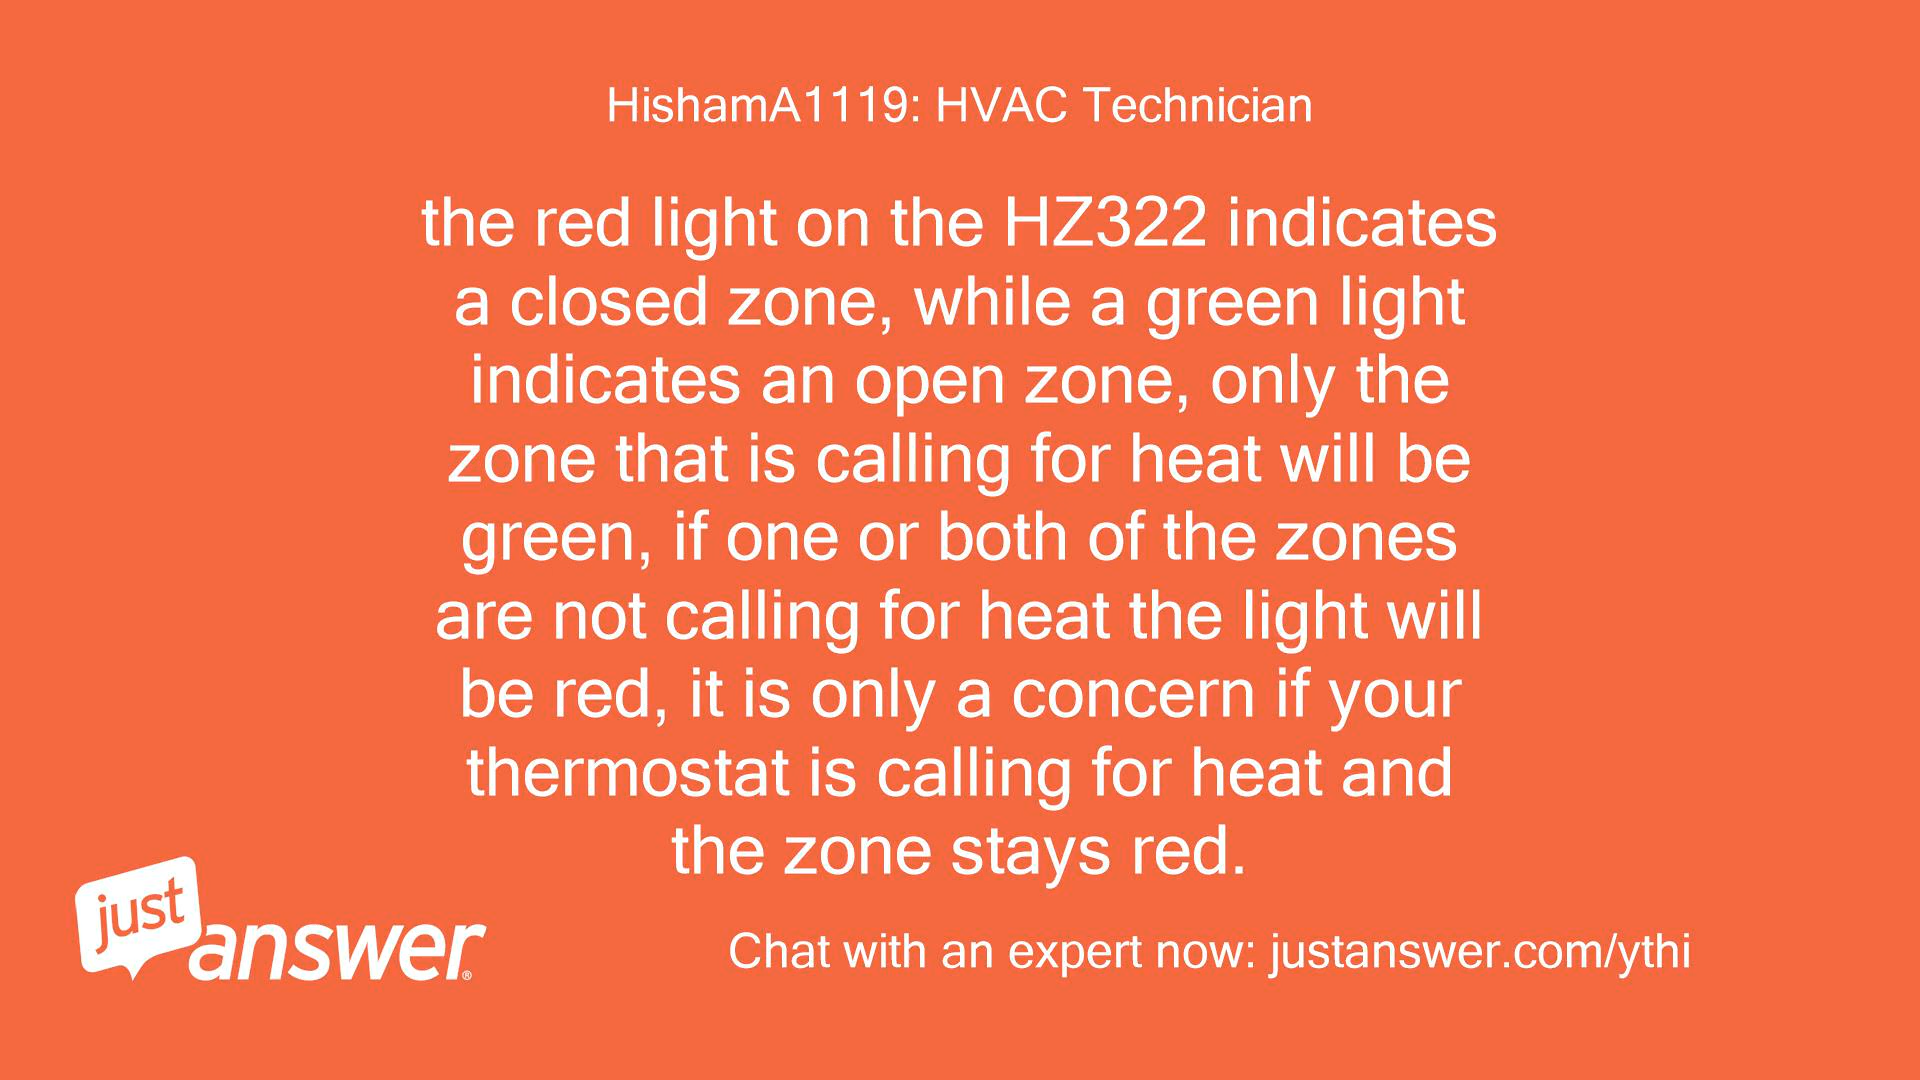 HishamA1119: HVAC Technician
the red light on the HZ322 indicates
a closed zone, while a green light
indicates an open zone, only the
zone that is calling for heat will be
green, if one or both of the zones
are not calling for heat the light will
be red, it is only a concern if your
thermostat is calling for heat and
the zone stays red.
just
answer®
Chat with an expert now: justanswer.com/ythi